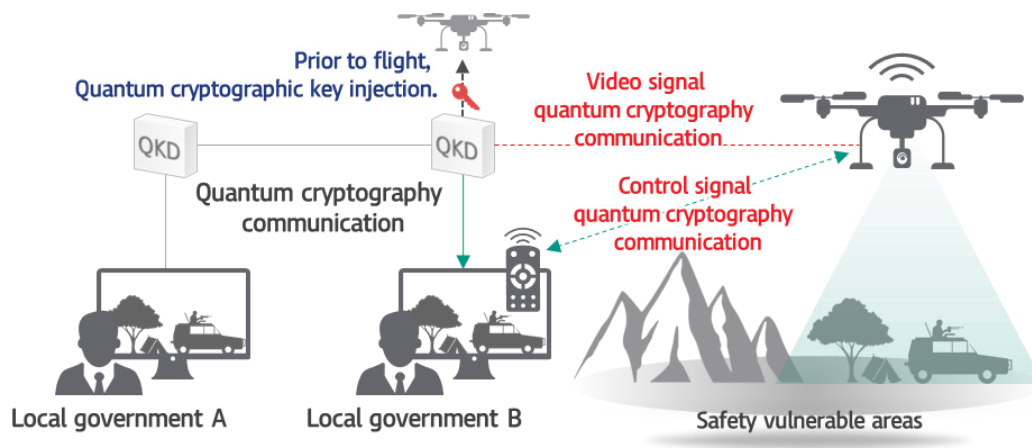 Prior to flight,
Quantum cryptographic key injection.
Video signal
quantum cryptography
communication
QKD
QKD
Quantum cryptography
communication
Control signal
quantum cryptography
communication
Local government A
Local government B
Safety vulnerable areas